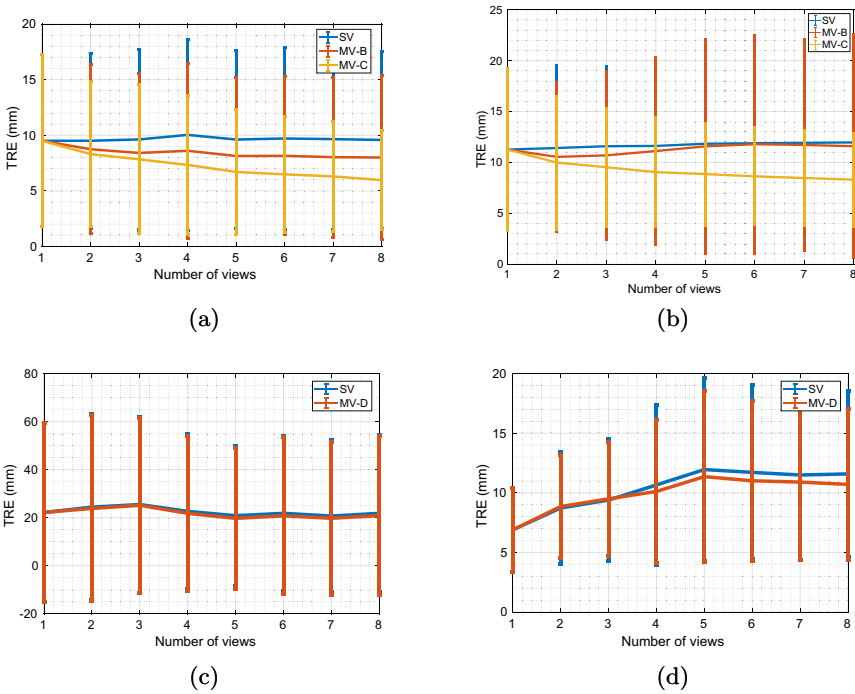 20
15
10
5
0
TRE (mm)
1 2 3 4 5 6 7 8
Number of views
SV
MV-B
MV-C
(a)
25
20
15
10
5
0
TRE (mm)
1 2 3 4 5 6 7 8
Number of views
SV
MV-B
MV-C
(b)
80
60
40
20
0
-20
TRE (mm)
1 2 3 4 5 6 7 8
Number of views
SV
MV-D
(c)
20
15
10
5
0
TRE (mm)
1 2 3 4 5 6 7 8
Number of views
SV
MV-D
(d)